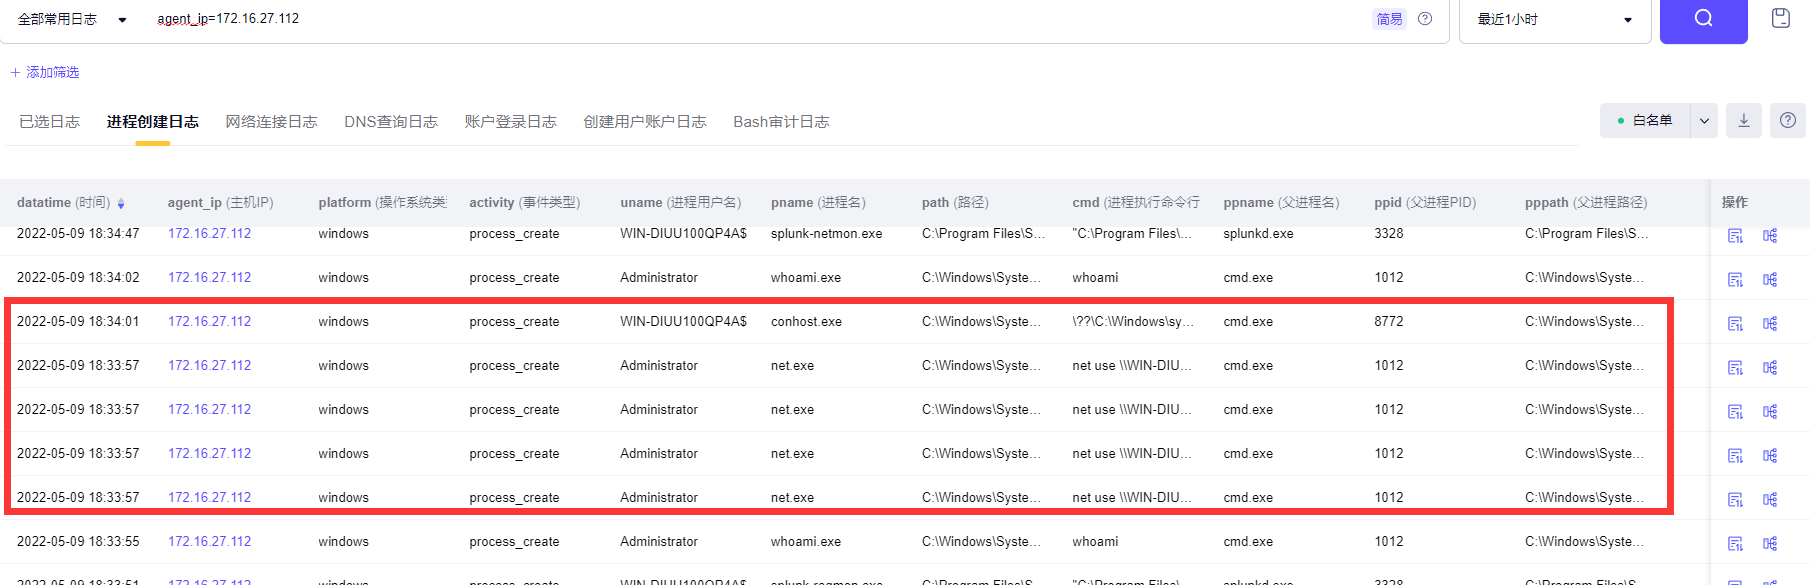 全部常用日志 agent_ip=172.16.27.112 简易 最近1小时
+ 添加筛选
已选日志 进程创建日志 网络连接日志 DNS查询日志 账户登录日志 创建用户账户日志 Bash审计日志 白名单
datatime (时间) agent_ip (主机IP) platform (操作系统类 activity (事件类型) uname (进程用户名) pname (进程名) path (路径) cmd (进程执行命令行 ppname (父进程名) ppid (父进程PID) pppath (父进程路径) 操作
2022-05-09 18:34:47 172.16.27.112 windows process_create WIN-DIUU100QP4A$ splunk-netmon.exe C:\Program Files\S... "C:\Program Files\... splunkd.exe 3328 C:\Program Files\S...
2022-05-09 18:34:02 172.16.27.112 windows process_create Administrator whoami.exe C:\Windows\Syste... whoami cmd.exe 1012 C:\Windows\Syste...
2022-05-09 18:34:01 172.16.27.112 windows process_create WIN-DIUU100QP4A$ conhost.exe C:\Windows\Syste... \??\C:\Windows\sy... cmd.exe 8772 C:\Windows\Syste...
2022-05-09 18:33:57 172.16.27.112 windows process_create Administrator net.exe C:\Windows\Syste... net use \\WIN-DIU... cmd.exe 1012 C:\Windows\Syste...
2022-05-09 18:33:57 172.16.27.112 windows process_create Administrator net.exe C:\Windows\Syste... net use \\WIN-DIU... cmd.exe 1012 C:\Windows\Syste...
2022-05-09 18:33:57 172.16.27.112 windows process_create Administrator net.exe C:\Windows\Syste... net use \\WIN-DIU... cmd.exe 1012 C:\Windows\Syste...
2022-05-09 18:33:57 172.16.27.112 windows process_create Administrator net.exe C:\Windows\Syste... net use \\WIN-DIU... cmd.exe 1012 C:\Windows\Syste...
2022-05-09 18:33:55 172.16.27.112 windows process_create Administrator whoami.exe C:\Windows\Syste... whoami cmd.exe 1012 C:\Windows\Syste...
2022-05-09 18:33:51 172.16.27.112 windows process_create WIN-DIUU100QP4A$ splunk-regmon.exe C:\Program Files\S... "C:\Program Files\... splunkd.exe 3328 C:\Program Files\S...